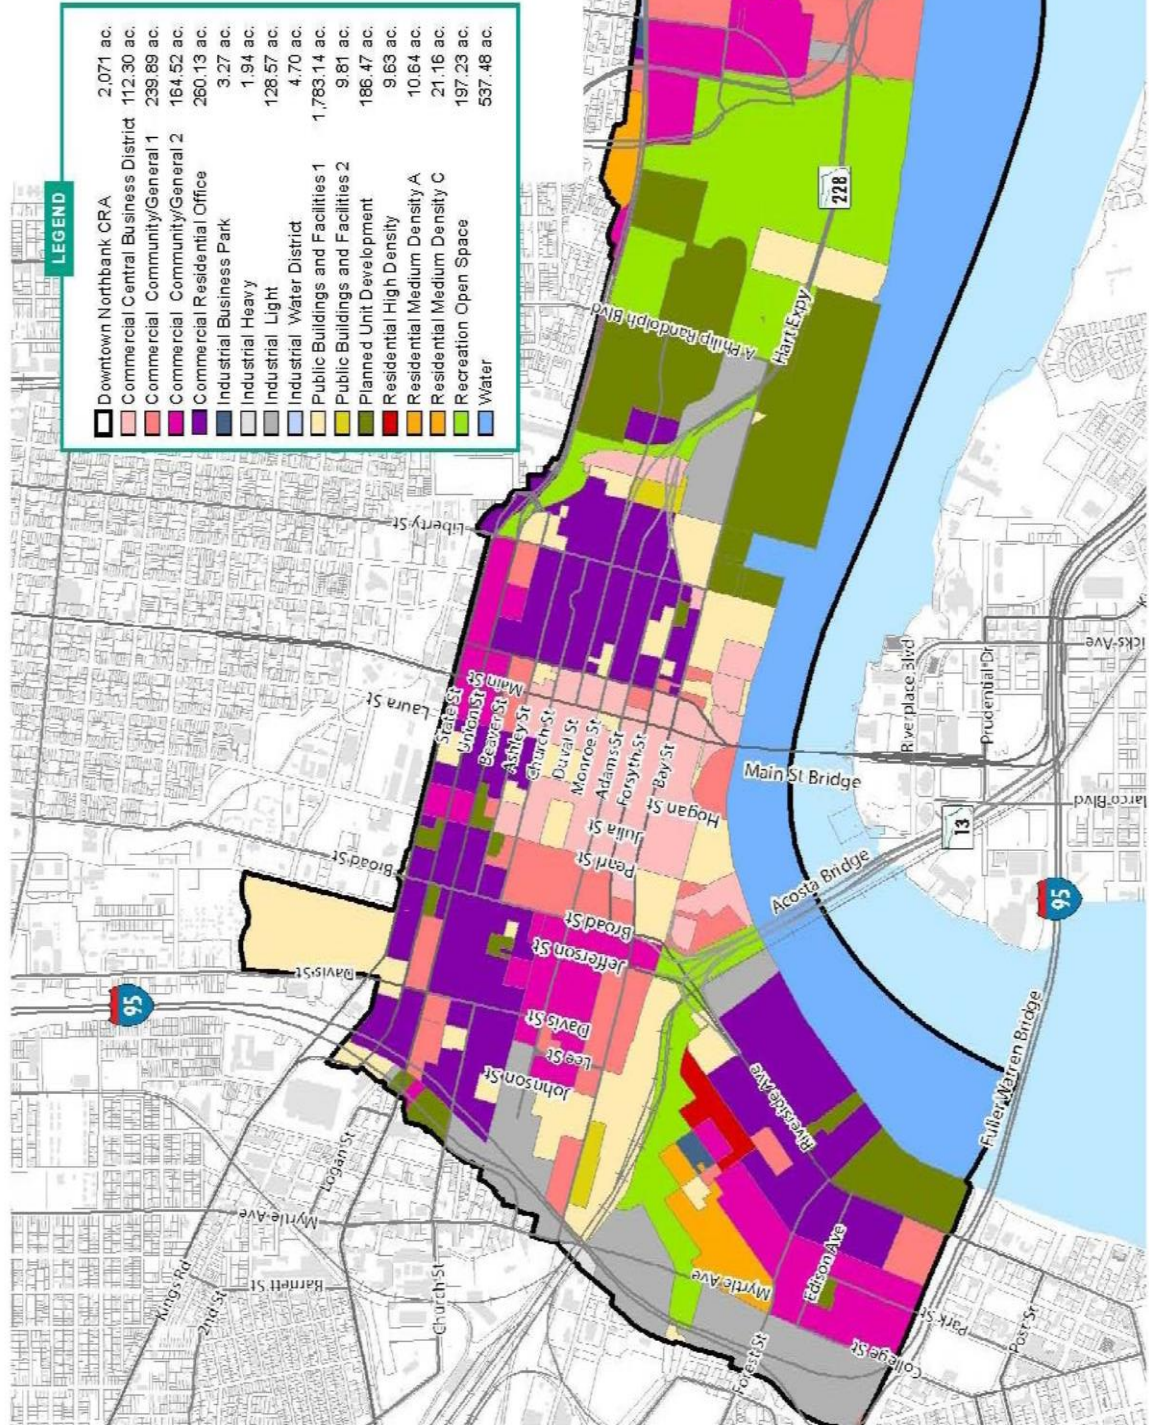 LEGEND
Downtown Northbank CRA 2,071 ac.
Commercial Central Business District 112.30 ac.
Commercial Community/General 1 239.89 ac.
Commercial Community/General 2 164.52 ac.
Commercial Residential Office 260.13 ac.
Industrial Business Park 3.27 ac.
Industrial Heavy 1.94 ac.
Industrial Light 128.57 ac.
Industrial Water District 4.70 ac.
Public Buildings and Facilities 1 1,783.14 ac.
Public Buildings and Facilities 2 9.81 ac.
Planned Unit Development 186.47 ac.
Residential High Density 9.63 ac.
Residential Medium Density A 10.64 ac.
Residential Medium Density C 21.16 ac.
Recreation Open Space 197.23 ac.
Water 537.48 ac.
228
Hart Expy
A Philip Randolph Blvd
Liberty St
Main St
Laura St
State St
Union St
Beaver St
Ashley St
Church St
Duval St
Monroe St
Adam St
Forsyth St
Bay St
Hogan St
Julia St
Pearl St
Broad St
Broad St
Jefferson St
Davis St
Davis St
Lee St
Johnson St
95
Logan St
Myrtle Ave
Kings Rd
2nd St
Barnett St
Church St
Riverside Ave
Edison Ave
Myrtle Ave
Forest St
College St
Park St
Post St
Fuller Warren Bridge
Acosta Bridge
Main St Bridge
Riverplace Blvd
Prudential Dr
13
95
larco Blvd
icks Ave